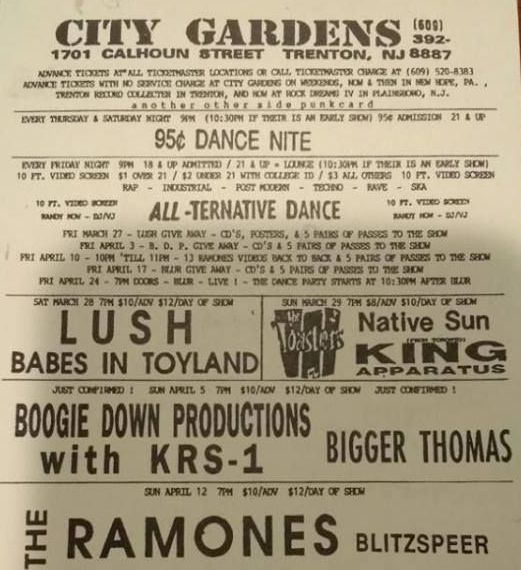 CITY GARDENS (609) 392-8887
1701 CALHOUN STREET TRENTON, NJ
ADVANCE TICKETS AT ALL TICKETMASTER LOCATIONS OR CALL TICKETMASTER CHARGE AT (609) 520-8383
ADVANCE TICKETS WITH NO SERVICE CHARGE AT CITY GARDENS ON WEEKENDS, NOW & THEN IN NEW HOPE, PA. ,
TRENTON RECORD COLLECTER IN TRENTON, AND NOW AT ROCK DREAMS IV IN PLAINSBORO, N.J.
another other side punkcard
EVERY THURSDAY & SATURDAY NIGHT 9PM (10:30PM IF THEIR IS AN EARLY SHOW) 95¢ ADMISSION 21 & UP
95¢ DANCE NITE
EVERY FRIDAY NIGHT 9PM 18 & UP ADMITTED / 21 & UP = LOUNGE (10:30PM IF THEIR IS AN EARLY SHOW)
10 FT. VIDEO SCREEN $1 OVER 21 / $2 UNDER 21 WITH COLLEGE ID / $3 ALL OTHERS 10 FT. VIDEO SCREEN
RAP - INDUSTRIAL - POST MODERN - TECHNO - RAVE - SKA
10 FT. VIDEO SCREEN
RANDY NOW - DJ/VJ
ALL-TERNATIVE DANCE
10 FT. VIDEO SCREEN
RANDY NOW - DJ/VJ
FRI MARCH 27 - LUSH GIVE AWAY - CD'S, POSTERS, & 5 PAIRS OF PASSES TO THE SHOW
FRI APRIL 3 - B. D. P. GIVE AWAY - CD'S & 5 PAIRS OF PASSES TO THE SHOW
FRI APRIL 10 - 10PM 'TILL 11PM - 13 RAMONES VIDEOS BACK TO BACK & 5 PAIRS OF PASSES TO THE SHOW
FRI APRIL 17 - BLUR GIVE AWAY - CD'S & 5 PAIRS OF PASSES TO THE SHOW
FRI APRIL 24 - 7PM DOORS - BLUR - LIVE ! - THE DANCE PARTY STARTS AT 10:30PM AFTER BLUR
SAT MARCH 28 7PM $10/ADV $12/DAY OF SHOW
LUSH
BABES IN TOYLAND
SUN MARCH 29 7PM $8/ADV $10/DAY OF SHOW
the Toasters
Native Sun
(FROM TORONTO)
KING
APPARATUS
JUST CONFIRMED ! SUN APRIL 5 7PM $10/ADV $12/DAY OF SHOW JUST CONFIRMED !
BOOGIE DOWN PRODUCTIONS
with KRS-1
BIGGER THOMAS
SUN APRIL 12 7PM $10/ADV $12/DAY OF SHOW
THE RAMONES BLITZSPEER